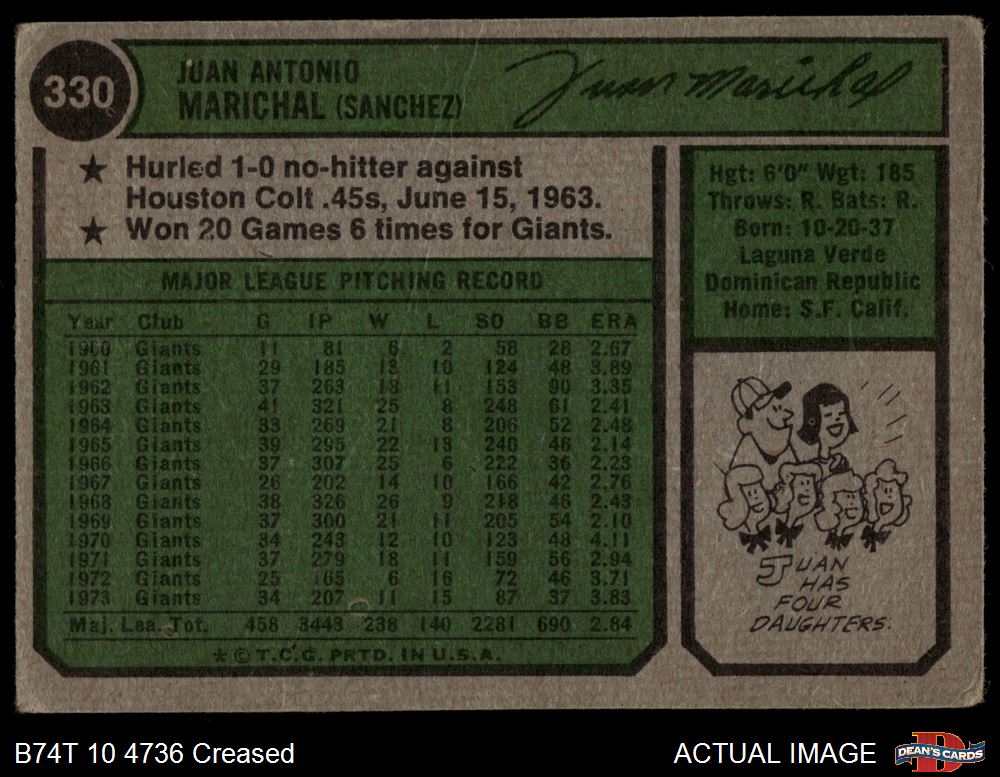 330
JUAN ANTONIO
MARICHAL (SANCHEZ)
Juan Marichal
★ Hurled 1-0 no-hitter against
Houston Colt .45s, June 15, 1963.
★ Won 20 Games 6 times for Giants.
MAJOR LEAGUE PITCHING RECORD
Year Club G IP W L SO BB ERA
1960 Giants 11 81 6 2 58 28 2.67
1961 Giants 29 185 13 10 124 48 3.89
1962 Giants 37 263 18 11 153 90 3.35
1963 Giants 41 321 25 8 248 61 2.41
1964 Giants 33 269 21 8 206 52 2.48
1965 Giants 39 295 22 13 240 46 2.14
1966 Giants 37 307 25 6 222 36 2.23
1967 Giants 26 202 14 10 166 42 2.76
1968 Giants 38 326 26 9 218 46 2.43
1969 Giants 37 300 21 11 205 54 2.10
1970 Giants 34 243 12 10 123 48 4.11
1971 Giants 37 279 18 11 159 56 2.94
1972 Giants 25 165 6 16 72 46 3.71
1973 Giants 34 207 11 15 87 37 3.83
Maj. Lea. Tot. 458 3443 238 140 2281 690 2.84
* © T.C.G. PRTD. IN U.S.A.
Hgt: 6'0" Wgt: 185
Throws: R. Bats: R.
Born: 10-20-37
Laguna Verde
Dominican Republic
Home: S.F. Calif.
JUAN
HAS
FOUR
DAUGHTERS.
B74T 10 4736 Creased
ACTUAL IMAGE
DEAN'S CARDS